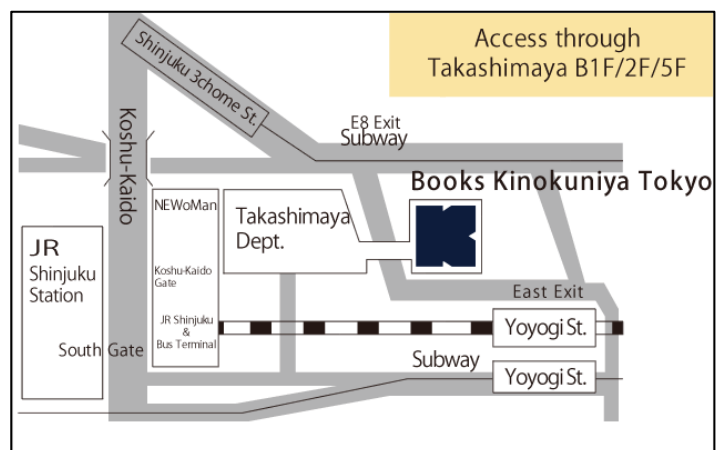 Access through
Takashimaya B1F/2F/5F
Shinjuku 3chome St.
E8 Exit
Subway
Koshu-Kaido
Books Kinokuniya Tokyo
NEWoMan
Takashimaya
Dept.
JR
Shinjuku
Station
Koshu-Kaido
Gate
East Exit
JR Shinjuku
&
Bus Terminal
Yoyogi St.
South Gate
Subway
Yoyogi St.